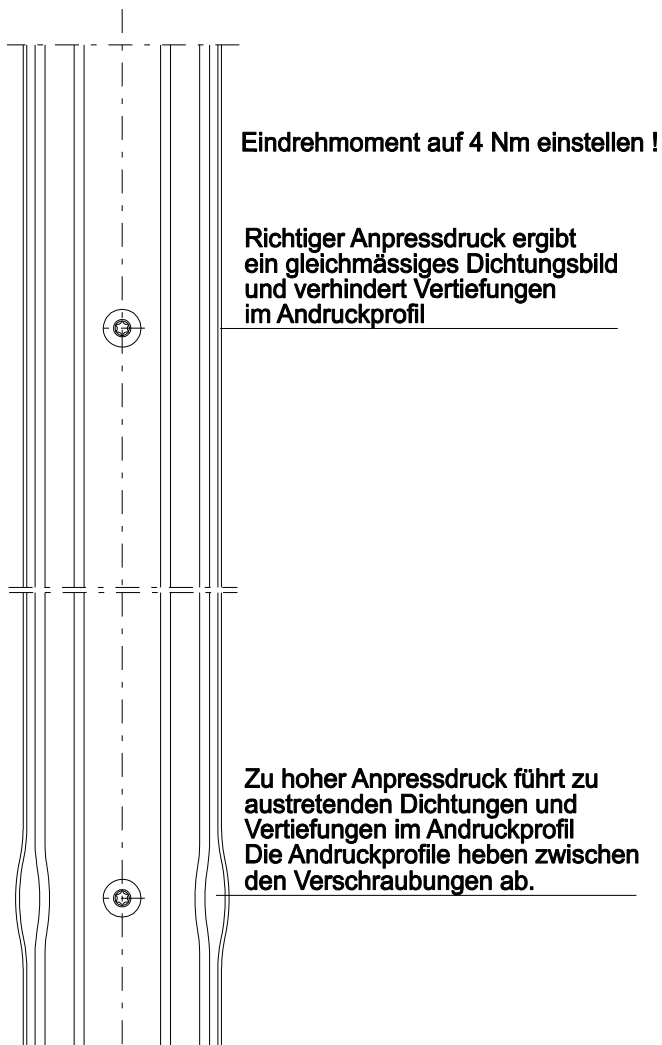 Eindrehmoment auf 4 Nm einstellen !
Richtiger Anpressdruck ergibt
ein gleichmässiges Dichtungsbild
und verhindert Vertiefungen
im Andruckprofil
Zu hoher Anpressdruck führt zu
austretenden Dichtungen und
Vertiefungen im Andruckprofil
Die Andruckprofile heben zwischen
den Verschraubungen ab.